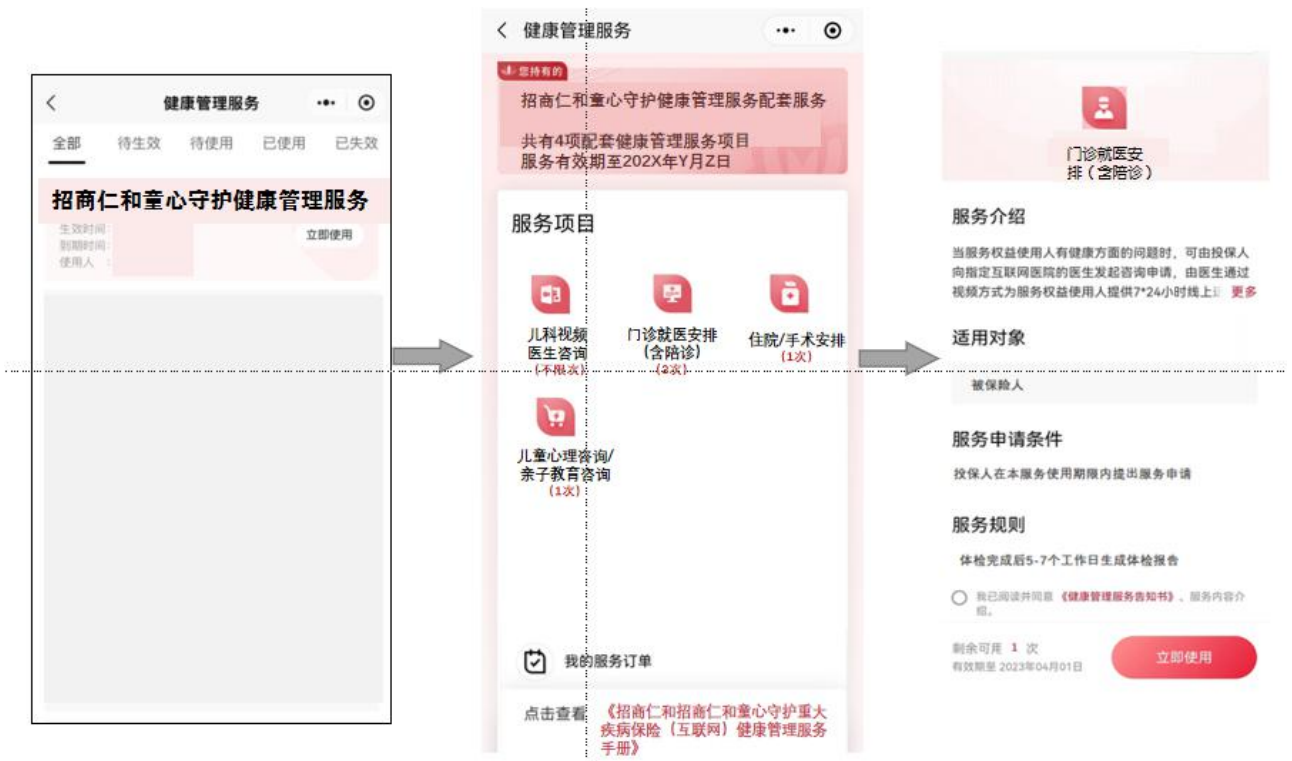 健康管理服务
全部 待生效 待使用 已使用 已失效
招商仁和童心守护健康管理服务
生效时间:
到期时间:
使用人 :
立即使用
健康管理服务
您持有的
招商仁和童心守护健康管理服务配套服务
共有4项配套健康管理服务项目
服务有效期至202X年Y月Z日
服务项目
儿科视频
医生咨询
(不限次)
门诊就医安排
(含陪诊)
(2次)
住院/手术安排
(1次)
儿童心理咨询/
亲子教育咨询
(1次)
我的服务订单
点击查看
《招商仁和招商仁和童心守护重大
疾病保险(互联网)健康管理服务
手册》
门诊就医安
排(含陪诊)
服务介绍
当服务权益使用人有健康方面的问题时,可由投保人
向指定互联网医院的医生发起咨询申请,由医生通过
视频方式为服务权益使用人提供7*24小时线上 更多
适用对象
被保险人
服务申请条件
投保人在本服务使用期限内提出服务申请
服务规则
体检完成后5-7个工作日生成体检报告
我已阅读并同意《健康管理服务告知书》、服务内容介
绍。
剩余可用 1 次
有效期至 2023年04月01日
立即使用